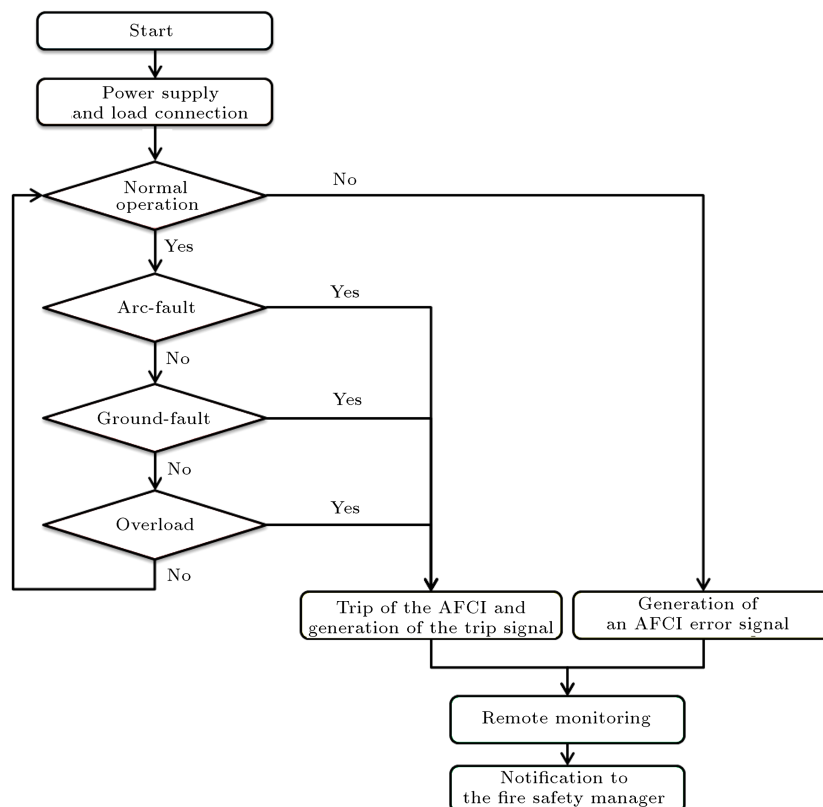 Start
Power supply
and load connection
Normal
operation
No
Yes
Arc-fault
Yes
No
Ground-fault
Yes
No
Overload
Yes
No
Trip of the AFCI and
generation of the trip signal
Generation of
an AFCI error signal
Remote monitoring
Notification to
the fire safety manager